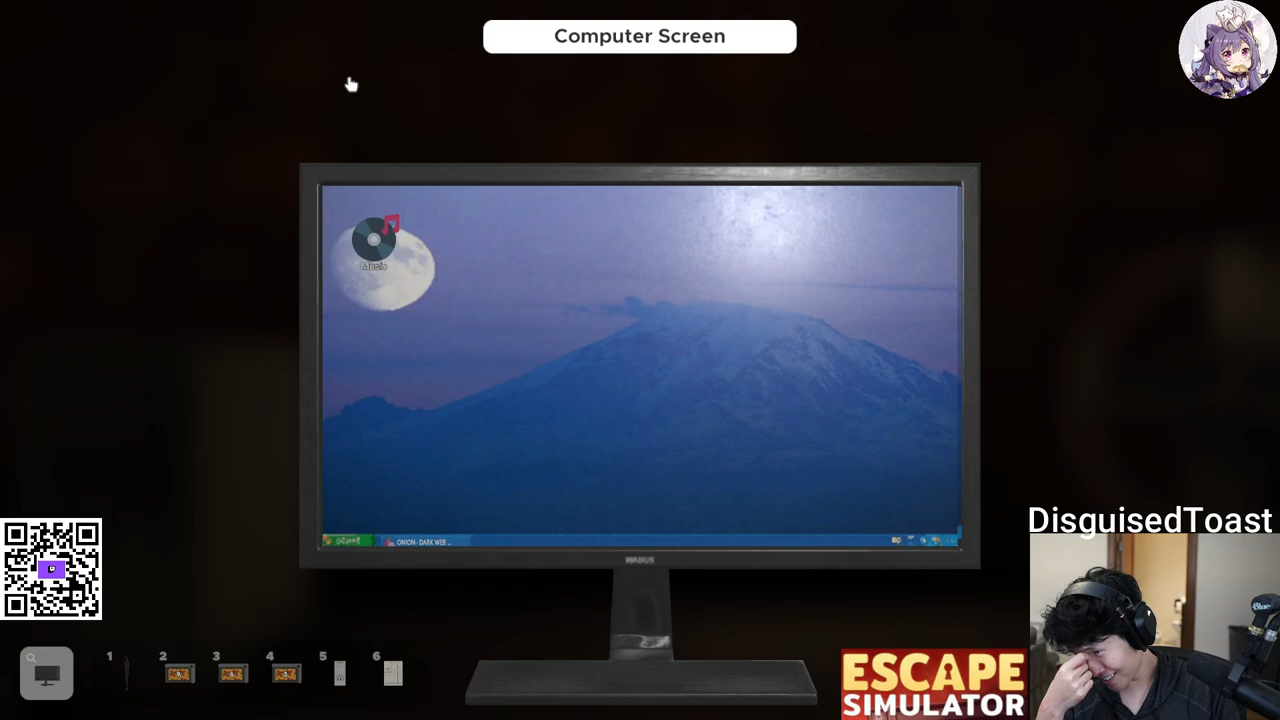 Computer Screen
Music
ONION- DARK WEB ...
DisguisedToast
1
2
3
4
5
6
ESCAPE
SIMULATOR